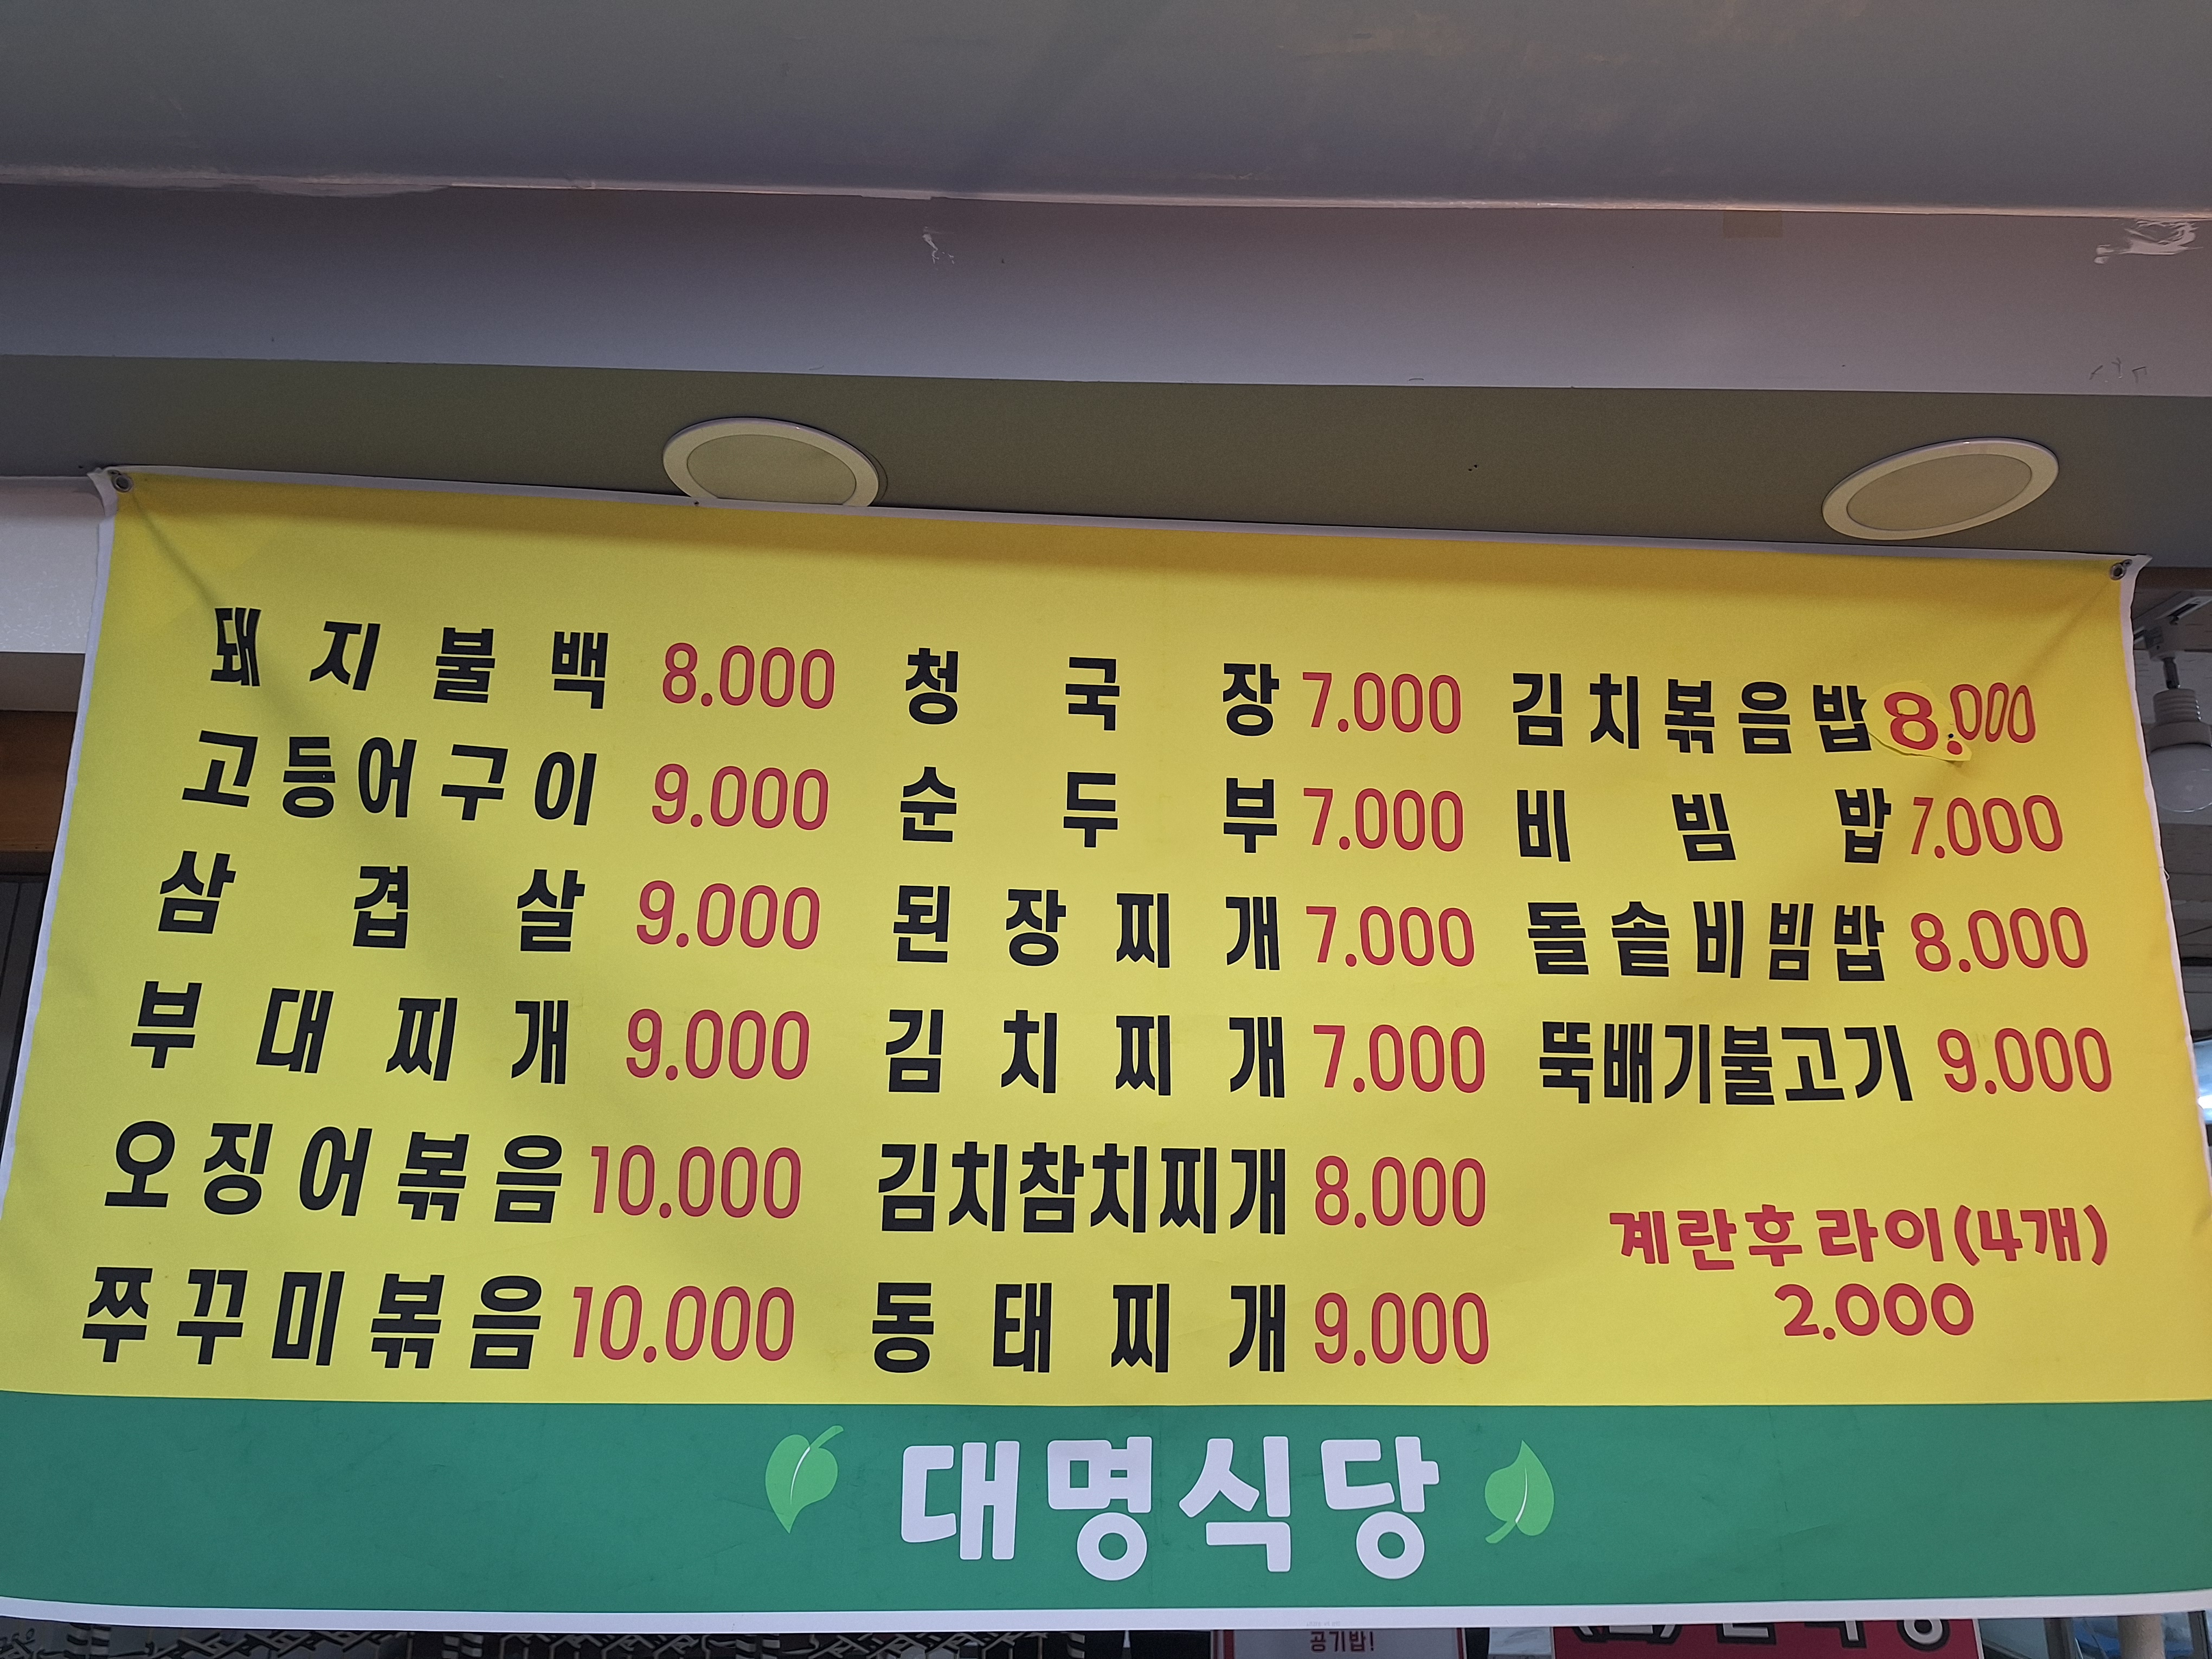 돼지불백 8.000
고등어구이 9.000
삼겹살 9.000
부대찌개 9.000
오징어볶음 10.000
쭈꾸미볶음 10.000
청국장 7.000
순두부 7.000
된장찌개 7.000
김치찌개 7.000
김치참치찌개 8.000
동태찌개 9.000
김치볶음밥 8.000
비빔밥 7.000
돌솥비빔밥 8.000
뚝배기불고기 9.000
계란후라이(4개)
2.000
대명식당
공기밥!